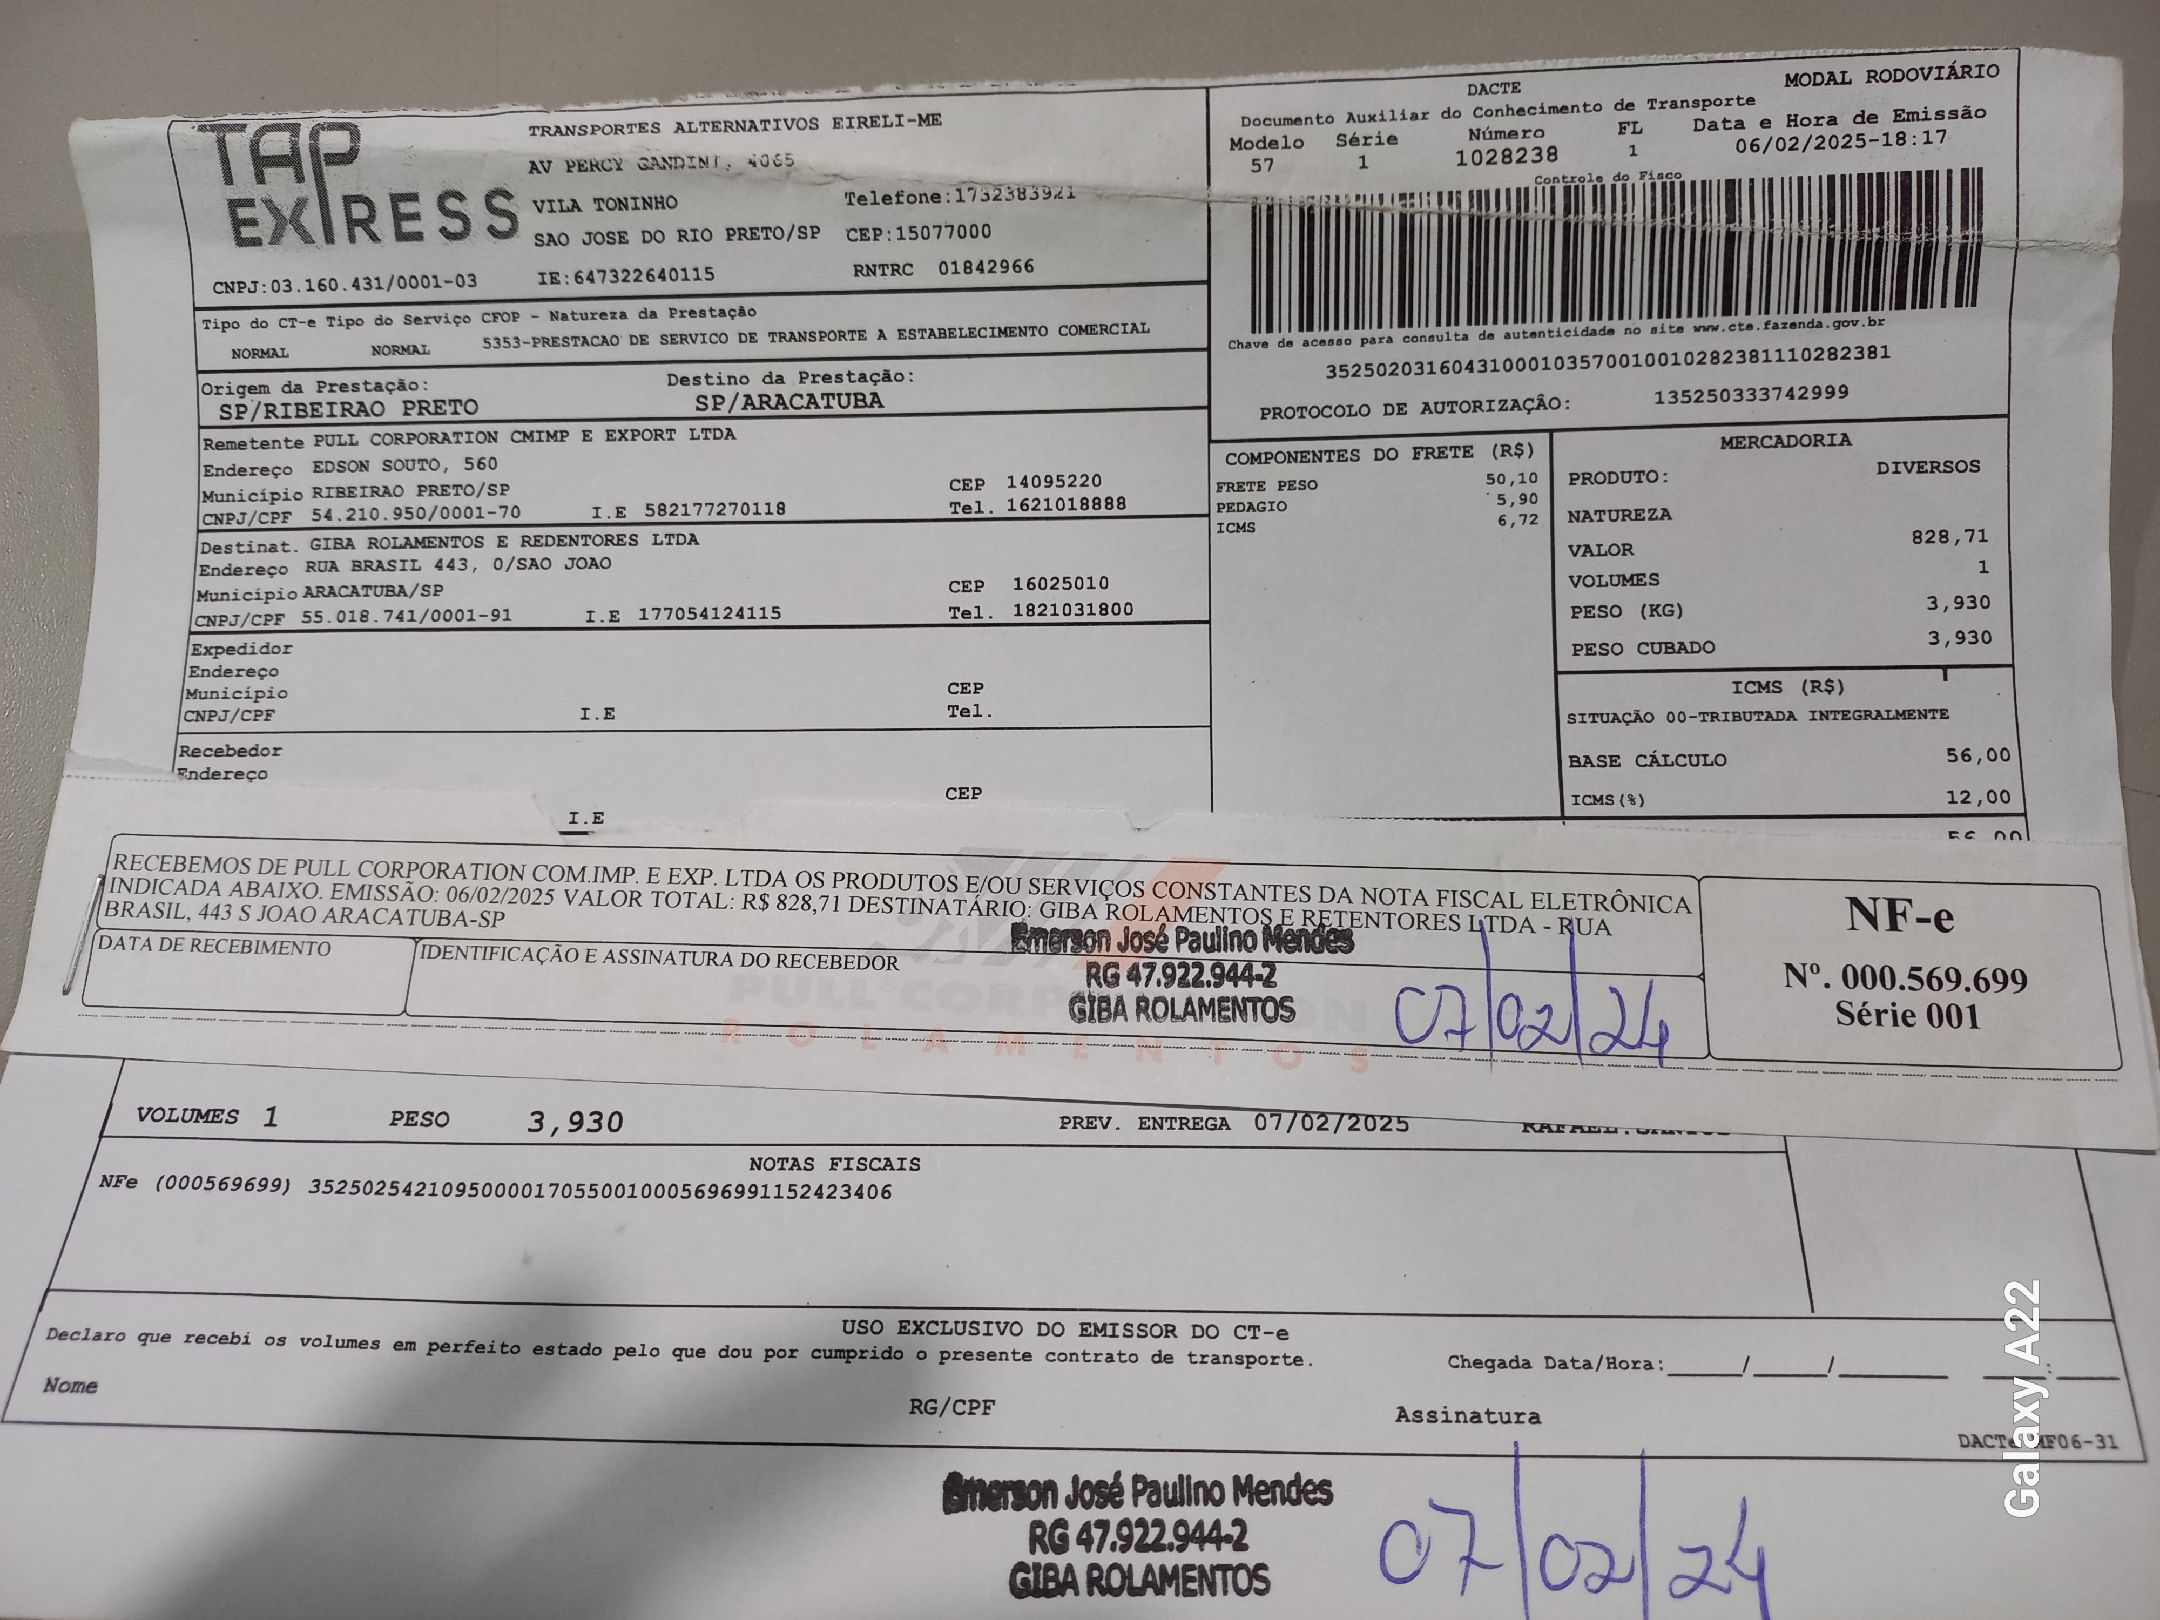 TAP EXPRESS
TRANSPORTES ALTERNATIVOS EIRELI-ME
AV PERCY GANDINI, 4065
VILA TONINHO Telefone:1732383921
SAO JOSE DO RIO PRETO/SP CEP:15077000
CNPJ:03.160.431/0001-03 IE:647322640115 RNTRC 01842966
DACTE MODAL RODOVIÁRIO
Documento Auxiliar do Conhecimento de Transporte
Modelo Série Número FL Data e Hora de Emissão
57 1 1028238 1 06/02/2025-18:17
Controle do Fisco
Chave de acesso para consulta de autenticidade no site www.cte.fazenda.gov.br
35250203160431000103570010010282381110282381
PROTOCOLO DE AUTORIZAÇÃO: 135250333742999
Tipo do CT-e Tipo do Serviço CFOP - Natureza da Prestação
NORMAL NORMAL 5353-PRESTACAO DE SERVICO DE TRANSPORTE A ESTABELECIMENTO COMERCIAL
Origem da Prestação: Destino da Prestação:
SP/RIBEIRAO PRETO SP/ARACATUBA
Remetente PULL CORPORATION CMIMP E EXPORT LTDA
Endereço EDSON SOUTO, 560
Município RIBEIRAO PRETO/SP CEP 14095220
CNPJ/CPF 54.210.950/0001-70 I.E 582177270118 Tel. 1621018888
Destinat. GIBA ROLAMENTOS E REDENTORES LTDA
Endereço RUA BRASIL 443, 0/SAO JOAO
Município ARACATUBA/SP CEP 16025010
CNPJ/CPF 55.018.741/0001-91 I.E 177054124115 Tel. 1821031800
Expedidor
Endereço
Município CEP
CNPJ/CPF I.E Tel.
Recebedor
Endereço
CEP
I.E
COMPONENTES DO FRETE (R$)
FRETE PESO 50,10
PEDAGIO 5,90
ICMS 6,72
MERCADORIA
PRODUTO: DIVERSOS
NATUREZA
VALOR 828,71
VOLUMES 1
PESO (KG) 3,930
PESO CUBADO 3,930
ICMS (R$)
SITUAÇÃO 00-TRIBUTADA INTEGRALMENTE
BASE CÁLCULO 56,00
ICMS(%) 12,00
56,00
RECEBEMOS DE PULL CORPORATION COM.IMP. E EXP. LTDA OS PRODUTOS E/OU SERVIÇOS CONSTANTES DA NOTA FISCAL ELETRÔNICA
INDICADA ABAIXO. EMISSÃO: 06/02/2025 VALOR TOTAL: R$ 828,71 DESTINATÁRIO: GIBA ROLAMENTOS E RETENTORES LTDA - RUA
BRASIL, 443 S JOAO ARACATUBA-SP
DATA DE RECEBIMENTO IDENTIFICAÇÃO E ASSINATURA DO RECEBEDOR
Emerson José Paulino Mendes
RG 47.922.944-2
GIBA ROLAMENTOS
07/02/24
PULL CORPORATION
ROLAMENTOS
NF-e
Nº. 000.569.699
Série 001
VOLUMES 1 PESO 3,930 PREV. ENTREGA 07/02/2025 RAFAEL.SANTOS
NOTAS FISCAIS
NFe (000569699) 35250254210950000170550010005696991152423406
USO EXCLUSIVO DO EMISSOR DO CT-e
Declaro que recebi os volumes em perfeito estado pelo que dou por cumprido o presente contrato de transporte. Chegada Data/Hora:_____/_____/_______ ____:____
Nome RG/CPF Assinatura
Emerson José Paulino Mendes
RG 47.922.944-2
GIBA ROLAMENTOS
07/02/24
Galaxy A22